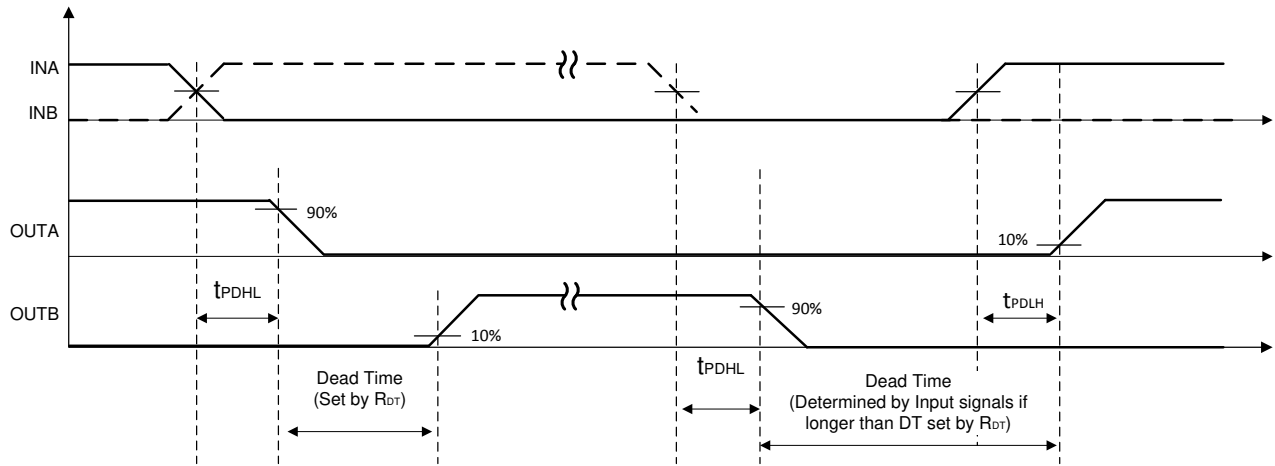 INA
INB
OUTA
90%
10%
tPDHL
tPDLH
OUTB
10%
90%
Dead Time
(Set by RDT)
tPDHL
Dead Time
(Determined by Input signals if
longer than DT set by RDT)